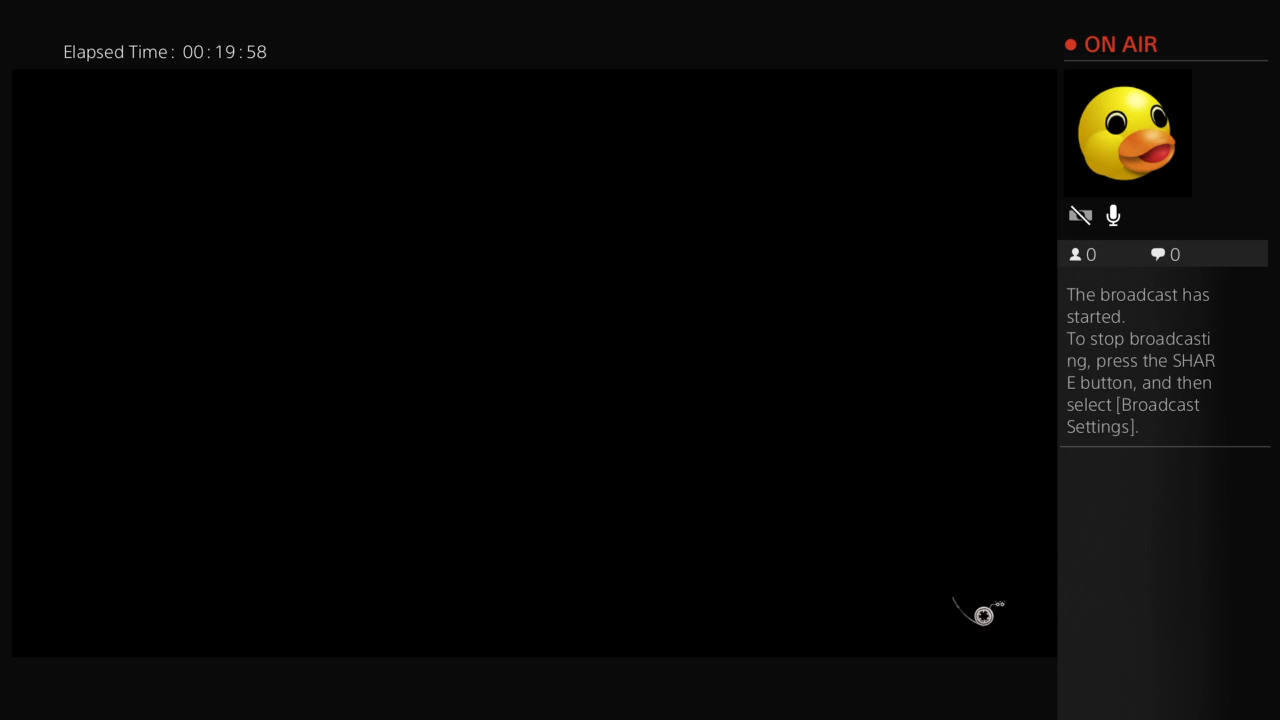 Elapsed Time: 00:19:58
ON AIR
0 0
The broadcast has
started.
To stop broadcasti
ng, press the SHAR
E button, and then
select [Broadcast
Settings].